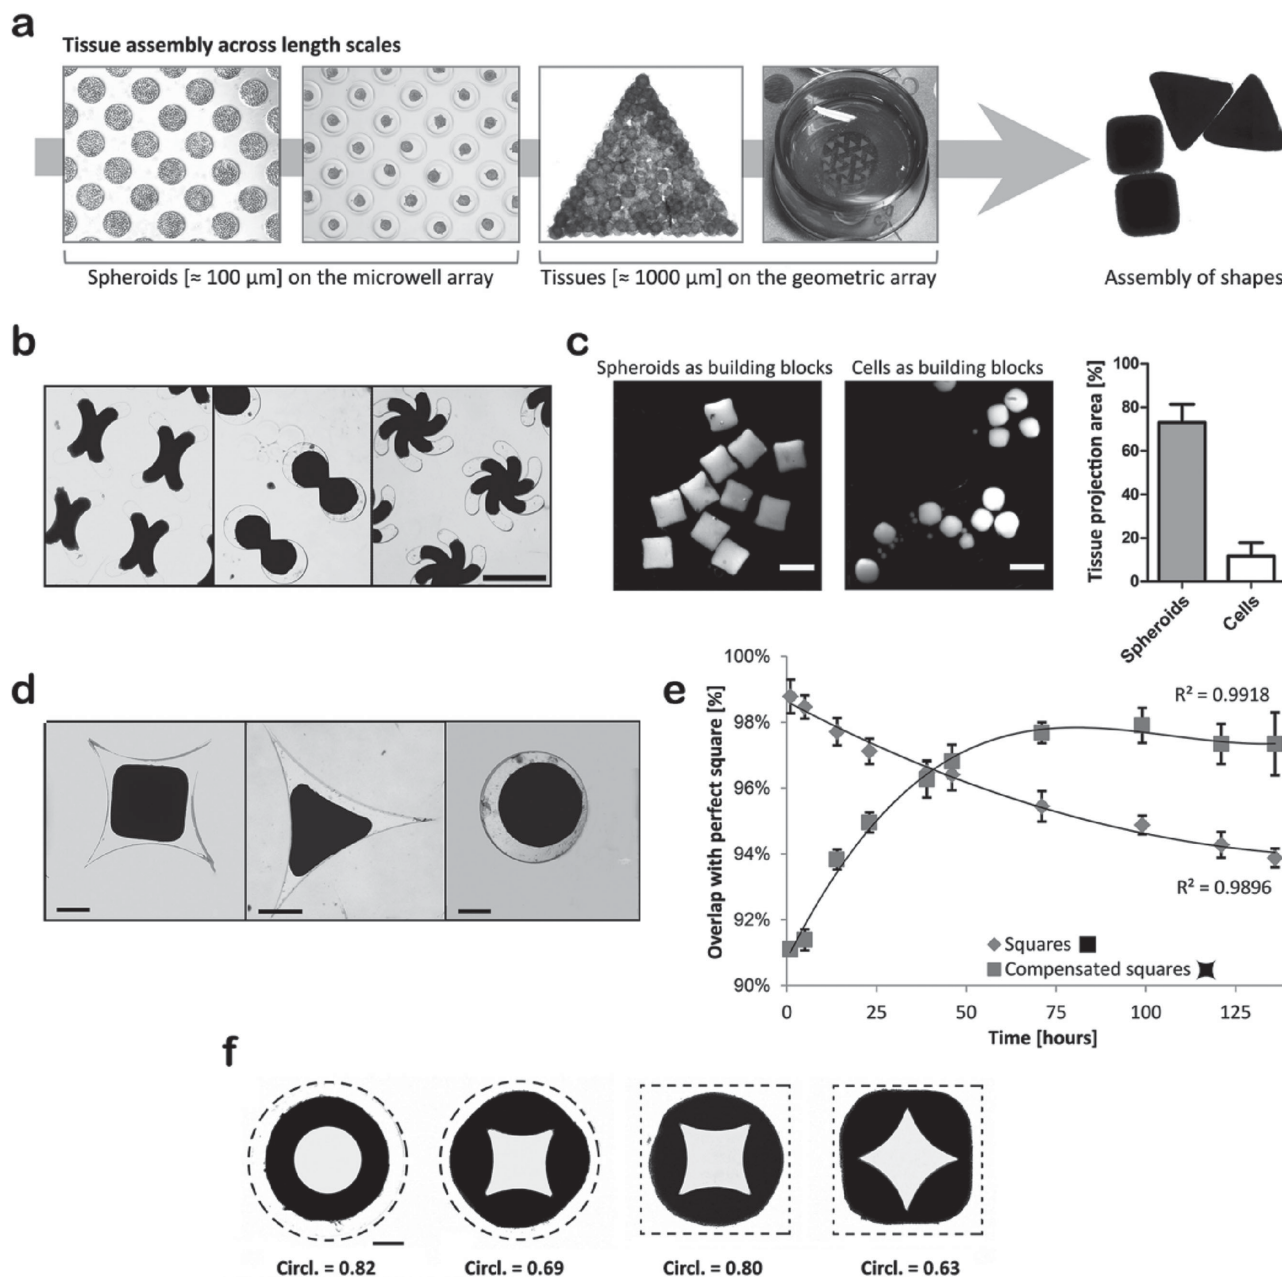 a
Tissue assembly across length scales
Spheroids [≈ 100 μm] on the microwell array
Tissues [≈ 1000 μm] on the geometric array
Assembly of shapes
b
c
Spheroids as building blocks
Cells as building blocks
Tissue projection area [%]
100
80
60
40
20
0
Spheroids
Cells
d
e
Overlap with perfect square [%]
100%
98%
96%
94%
92%
90%
R² = 0.9918
R² = 0.9896
Squares
Compensated squares
0
25
50
75
100
125
Time [hours]
f
Circl. = 0.82
Circl. = 0.69
Circl. = 0.80
Circl. = 0.63